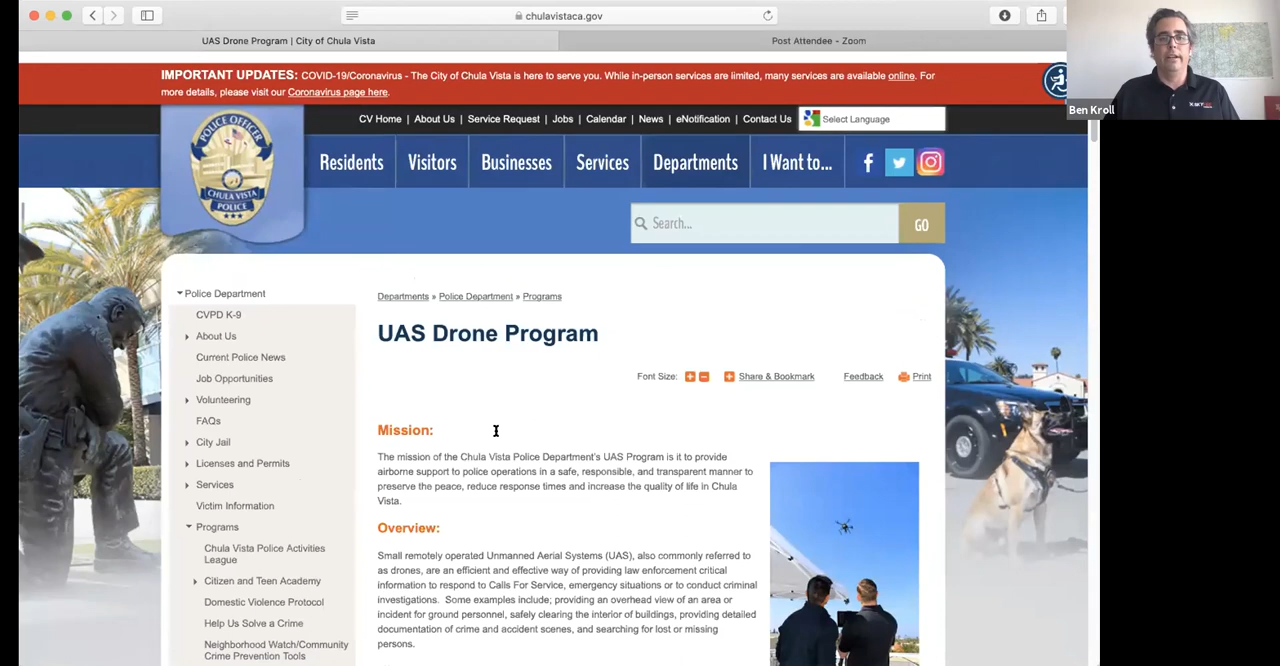 chulavistaca.gov
UAS Drone Program | City of Chula Vista
Post Attendee - Zoom
IMPORTANT UPDATES: COVID-19/Coronavirus - The City of Chula Vista is here to serve you. While in-person services are limited, many services are available online. For
more details, please visit our Coronavirus page here.
Ben Kroll
CV Home | About Us | Service Request | Jobs | Calendar | News | eNotification | Contact Us
Select Language
POLICE OFFICER
CHULA VISTA
POLICE
Residents
Visitors
Businesses
Services
Departments
I Want to...
Search...
GO
Police Department
CVPD K-9
About Us
Current Police News
Job Opportunities
Volunteering
FAQs
City Jail
Licenses and Permits
Services
Victim Information
Programs
Chula Vista Police Activities
League
Citizen and Teen Academy
Domestic Violence Protocol
Help Us Solve a Crime
Neighborhood Watch/Community
Crime Prevention Tools
Departments » Police Department » Programs
UAS Drone Program
Font Size: + -
Share & Bookmark
Feedback
Print
Mission:
The mission of the Chula Vista Police Department's UAS Program is it to provide
airborne support to police operations in a safe, responsible, and transparent manner to
preserve the peace, reduce response times and increase the quality of life in Chula
Vista.
Overview:
Small remotely operated Unmanned Aerial Systems (UAS), also commonly referred to
as drones, are an efficient and effective way of providing law enforcement critical
information to respond to Calls For Service, emergency situations or to conduct criminal
investigations. Some examples include; providing an overhead view of an area or
incident for ground personnel, safely clearing the interior of buildings, providing detailed
documentation of crime and accident scenes, and searching for lost or missing
persons.